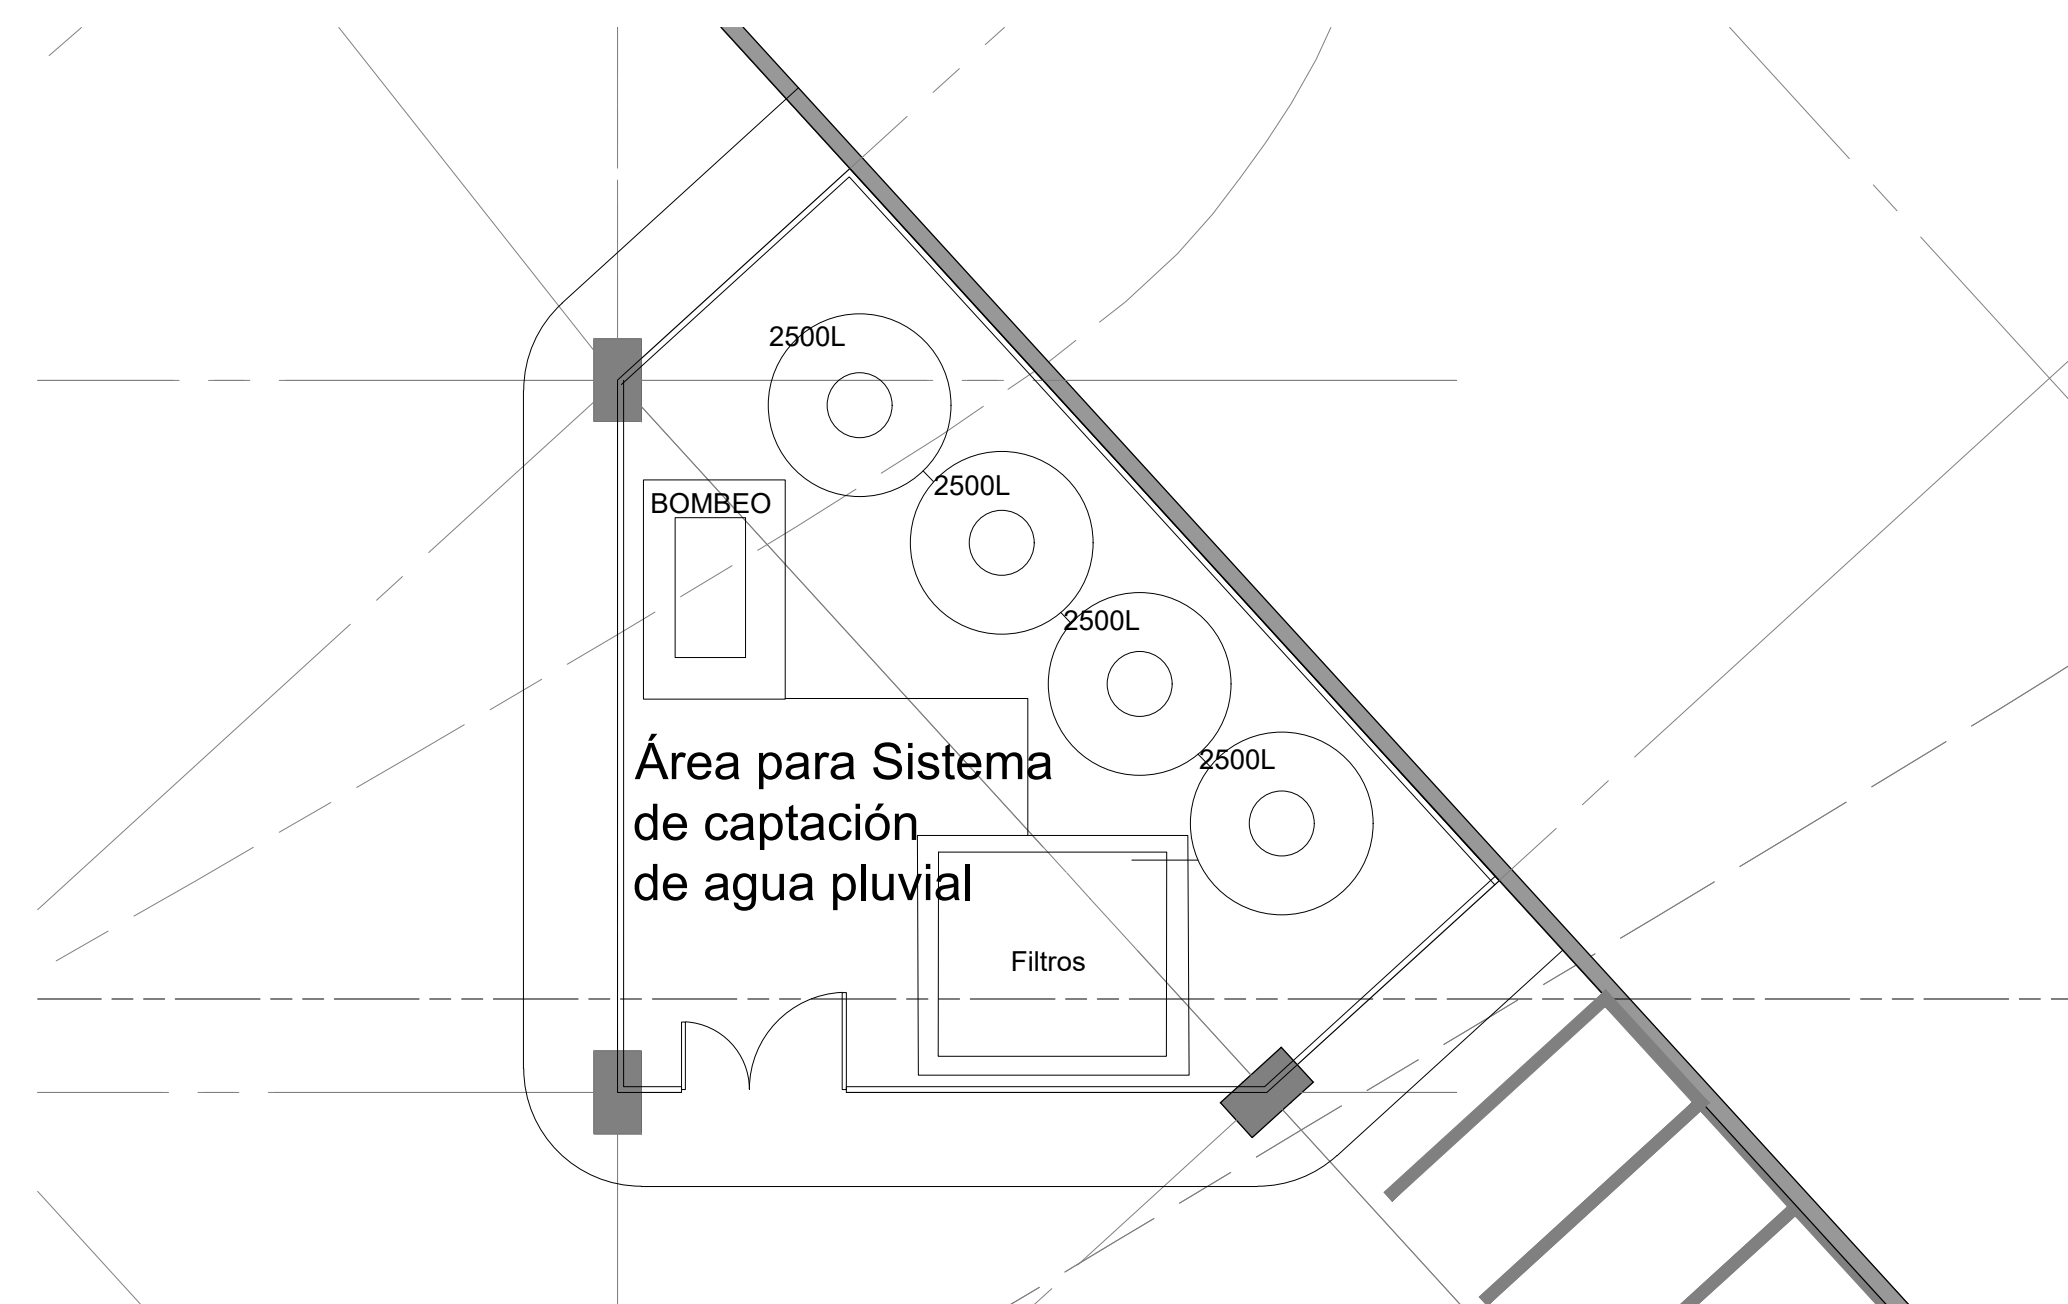 2500L
2500L
BOMBEO
2500L
Área para Sistema
de captación
de agua pluvial
2500L
Filtros